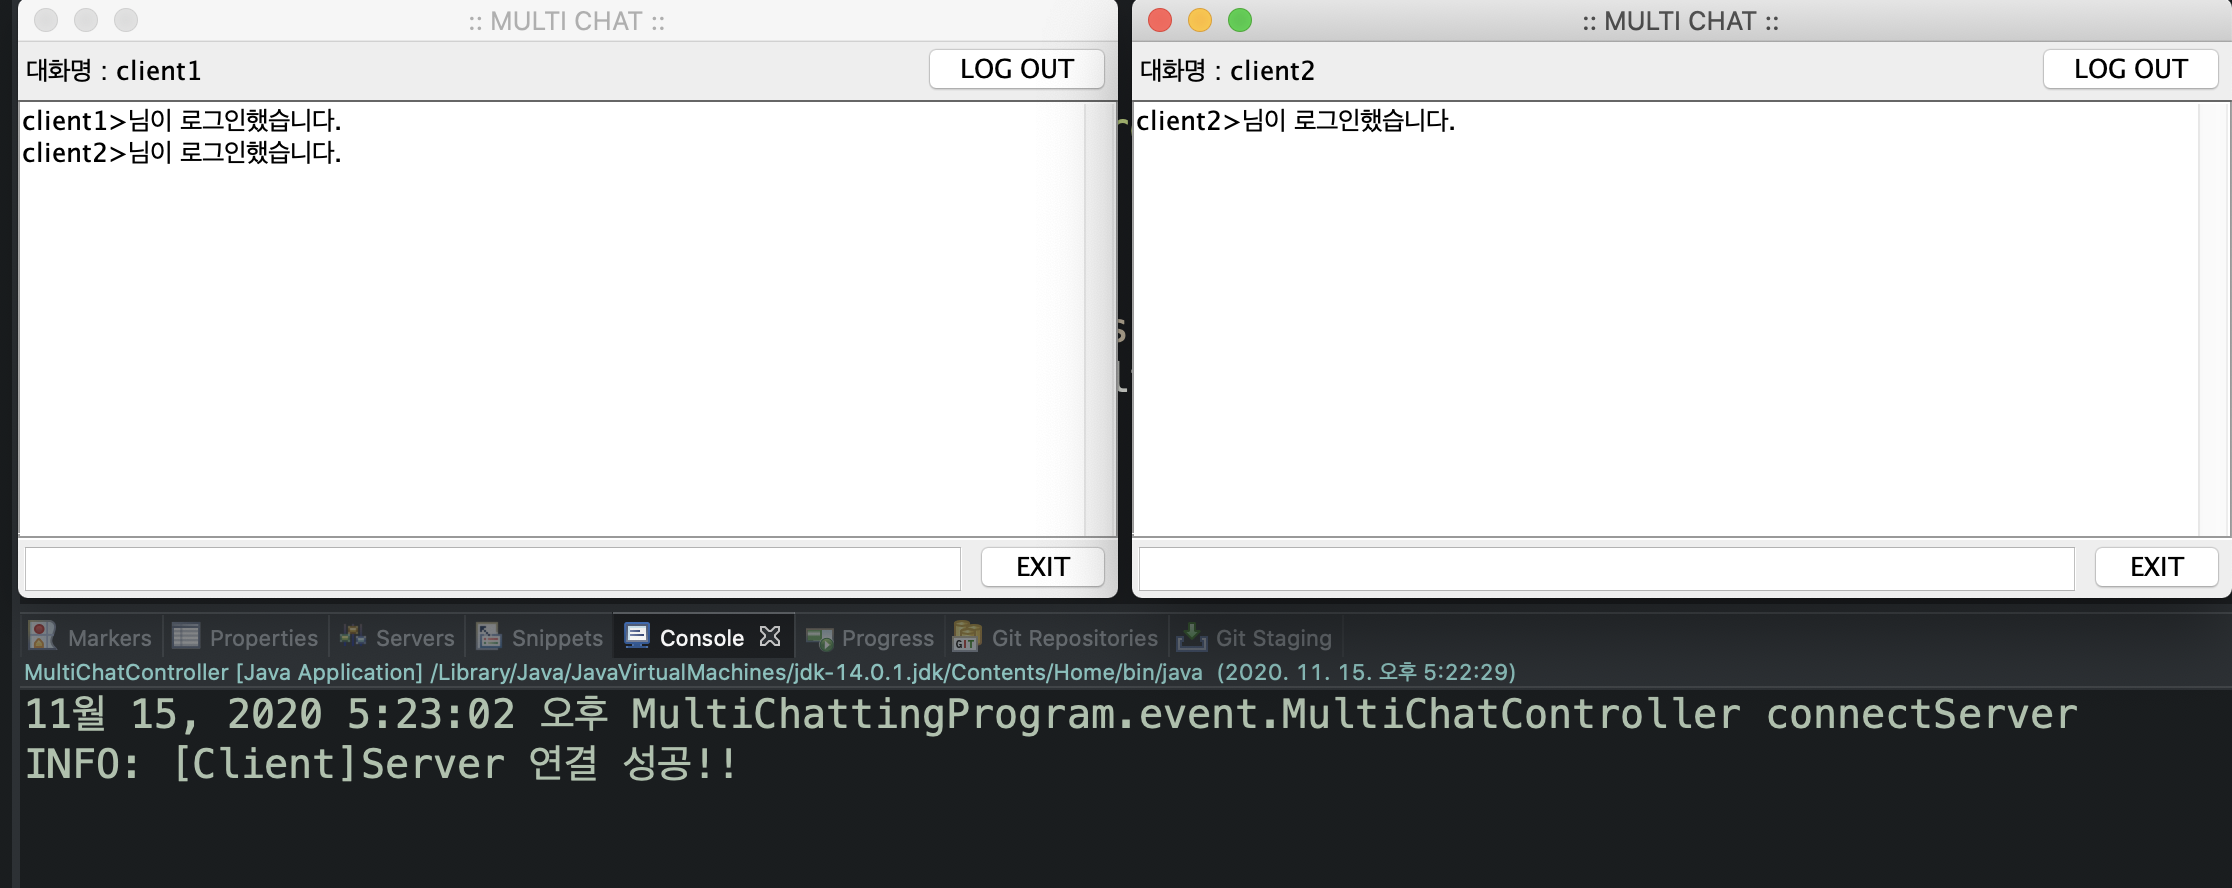 :: MULTI CHAT ::
대화명 : client1
LOG OUT
client1>님이 로그인했습니다.
client2>님이 로그인했습니다.
EXIT
:: MULTI CHAT ::
대화명 : client2
LOG OUT
client2>님이 로그인했습니다.
EXIT
Markers Properties Servers Snippets Console Progress GIT Git Repositories Git Staging
MultiChatController [Java Application] /Library/Java/JavaVirtualMachines/jdk-14.0.1.jdk/Contents/Home/bin/java (2020. 11. 15. 오후 5:22:29)
11월 15, 2020 5:23:02 오후 MultiChattingProgram.event.MultiChatController connectServer
INFO: [Client]Server 연결 성공!!